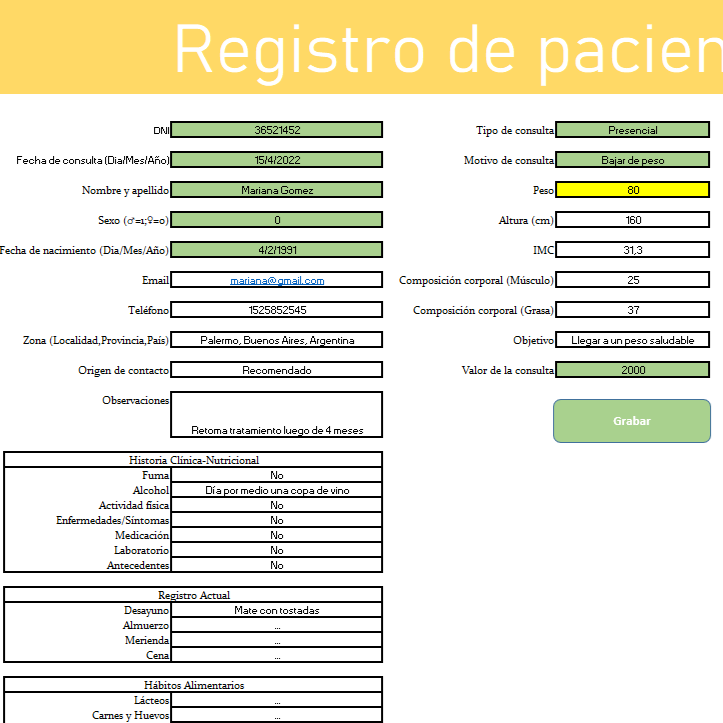 Registro de pacien
DNI 36521452
Fecha de consulta (Dia/Mes/Año) 15/4/2022
Nombre y apellido Mariana Gomez
Sexo (♂=1;♀=0) 0
Fecha de nacimiento (Dia/Mes/Año) 4/2/1991
Email mariana@gmail.com
Teléfono 1525852545
Zona (Localidad,Provincia,País) Palermo, Buenos Aires, Argentina
Origen de contacto Recomendado
Observaciones
Retoma tratamiento luego de 4 meses
Tipo de consulta Presencial
Motivo de consulta Bajar de peso
Peso 80
Altura (cm) 160
IMC 31,3
Composición corporal (Músculo) 25
Composición corporal (Grasa) 37
Objetivo Llegar a un peso saludable
Valor de la consulta 2000
Grabar
Historia Clínica-Nutricional
Fuma No
Alcohol Día por medio una copa de vino
Actividad física No
Enfermedades/Síntomas No
Medicación No
Laboratorio No
Antecedentes No
Registro Actual
Desayuno Mate con tostadas
Almuerzo ...
Merienda ...
Cena ...
Hábitos Alimentarios
Lácteos ...
Carnes y Huevos ...